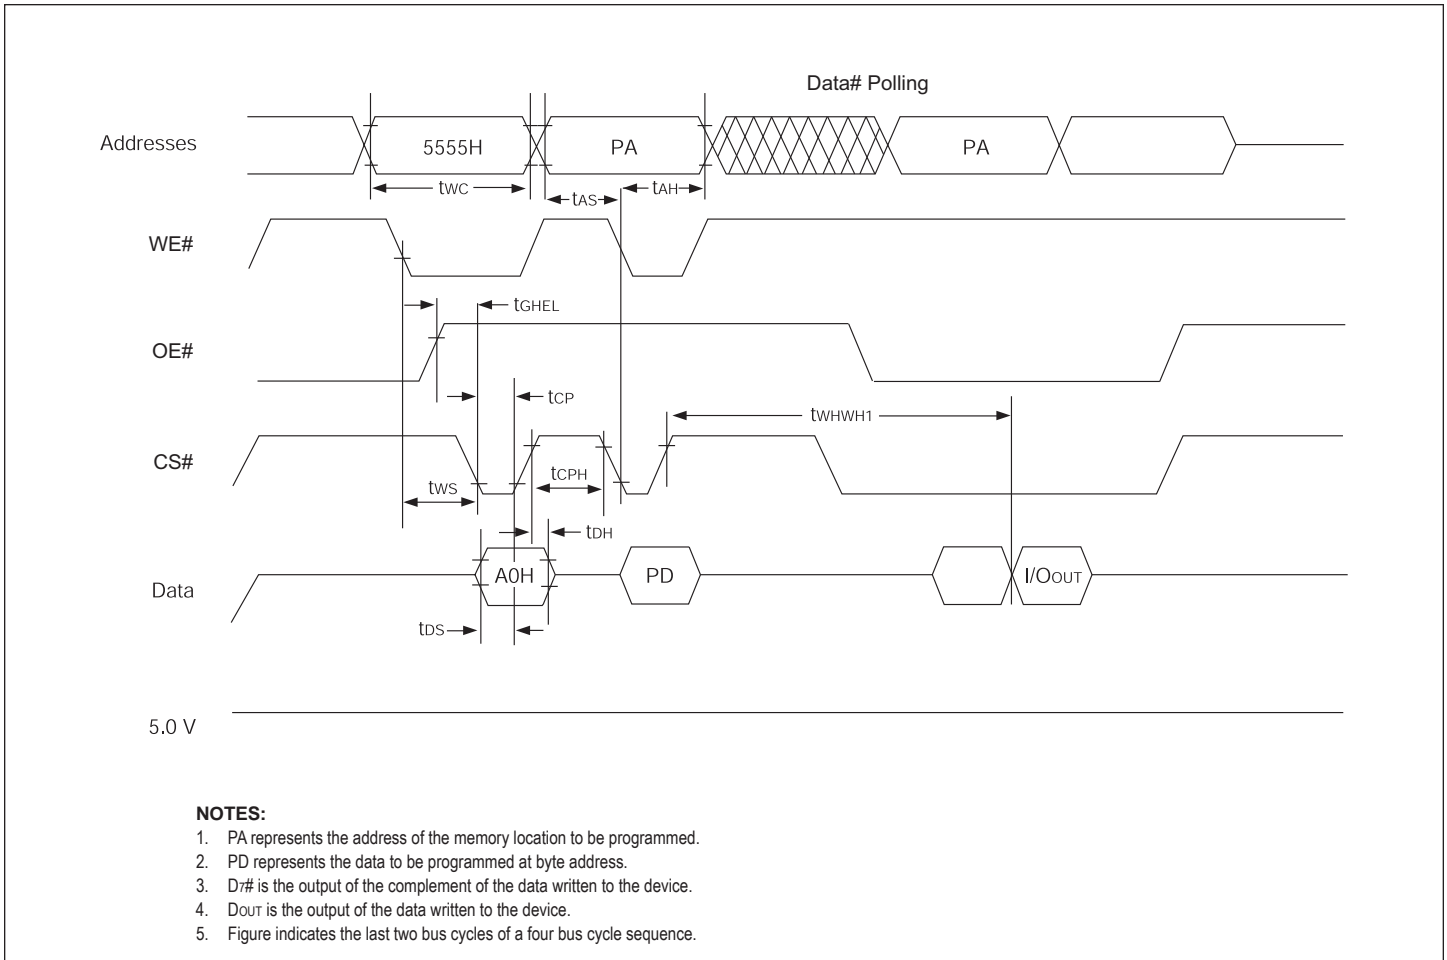 Data# Polling
Addresses
5555H
PA
PA
tWC
tAS
tAH
WE#
tGHEL
OE#
tCP
tWHWH1
CS#
tCPH
tWS
tDH
Data
A0H
PD
I/OOUT
tDS
5.0 V
NOTES:
1. PA represents the address of the memory location to be programmed.
2. PD represents the data to be programmed at byte address.
3. D7# is the output of the complement of the data written to the device.
4. DOUT is the output of the data written to the device.
5. Figure indicates the last two bus cycles of a four bus cycle sequence.